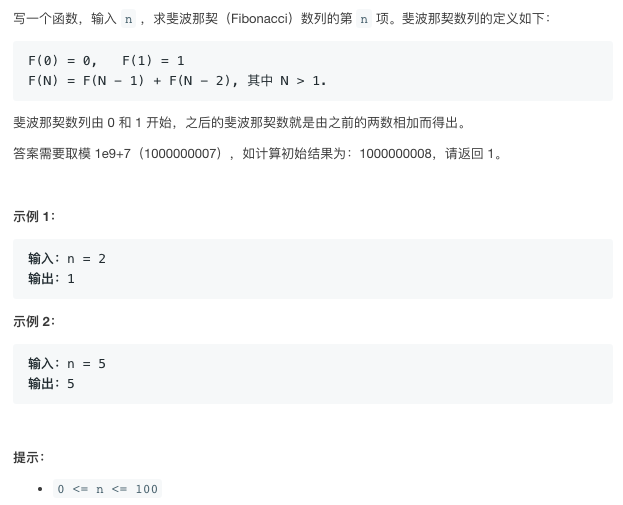 写一个函数，输入 n ，求斐波那契（Fibonacci）数列的第 n 项。斐波那契数列的定义如下：
F(0) = 0,   F(1) = 1
F(N) = F(N - 1) + F(N - 2), 其中 N > 1.
斐波那契数列由 0 和 1 开始，之后的斐波那契数就是由之前的两数相加而得出。
答案需要取模 1e9+7（1000000007），如计算初始结果为：1000000008，请返回 1。
示例 1：
输入：n = 2
输出：1
示例 2：
输入：n = 5
输出：5
提示：
• 0 <= n <= 100